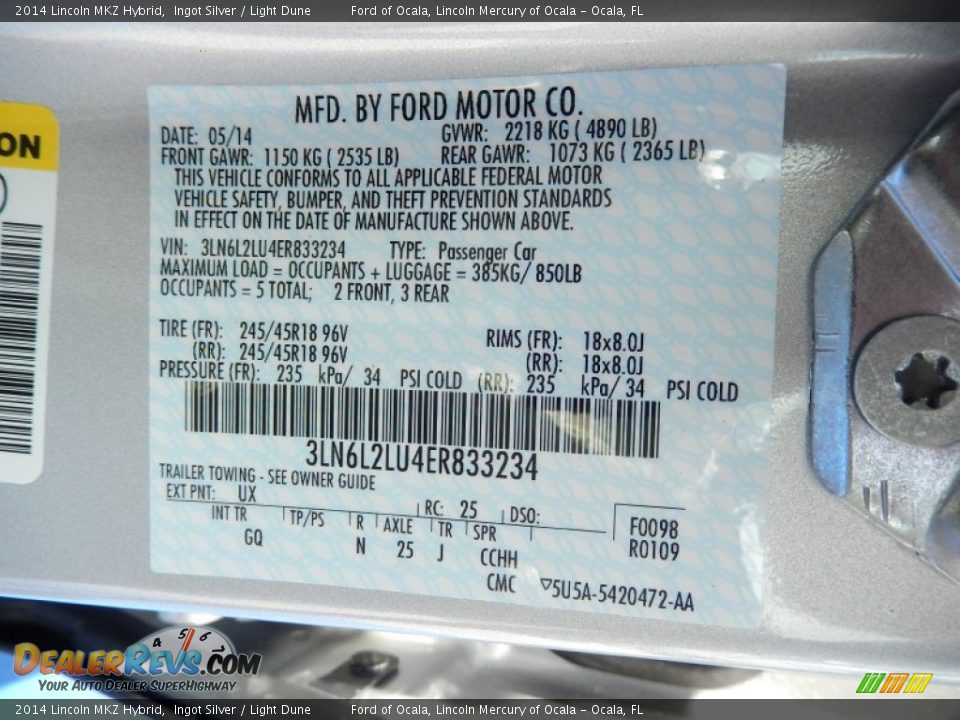 2014 Lincoln MKZ Hybrid, Ingot Silver / Light Dune Ford of Ocala, Lincoln Mercury of Ocala - Ocala, FL
ON
MFD. BY FORD MOTOR CO.
DATE: 05/14 GVWR: 2218 KG ( 4890 LB)
FRONT GAWR: 1150 KG ( 2535 LB) REAR GAWR: 1073 KG ( 2365 LB)
THIS VEHICLE CONFORMS TO ALL APPLICABLE FEDERAL MOTOR
VEHICLE SAFETY, BUMPER, AND THEFT PREVENTION STANDARDS
IN EFFECT ON THE DATE OF MANUFACTURE SHOWN ABOVE.
VIN: 3LN6L2LU4ER833234 TYPE: Passenger Car
MAXIMUM LOAD = OCCUPANTS + LUGGAGE = 385KG/ 850LB
OCCUPANTS = 5 TOTAL; 2 FRONT, 3 REAR
TIRE (FR): 245/45R18 96V RIMS (FR): 18x8.0J
(RR): 245/45R18 96V (RR): 18x8.0J
PRESSURE (FR): 235 kPa/ 34 PSI COLD (RR): 235 kPa/ 34 PSI COLD
3LN6L2LU4ER833234
TRAILER TOWING - SEE OWNER GUIDE
EXT PNT: UX RC: 25 DSO:
INT TR TP/PS R AXLE TR SPR F0098
GQ N 25 J CCHH R0109
CMC ▽5U5A-5420472-AA
4 5 6
DEALERREVS.COM
YOUR AUTO DEALER SUPERHIGHWAY
2014 Lincoln MKZ Hybrid, Ingot Silver / Light Dune Ford of Ocala, Lincoln Mercury of Ocala - Ocala, FL